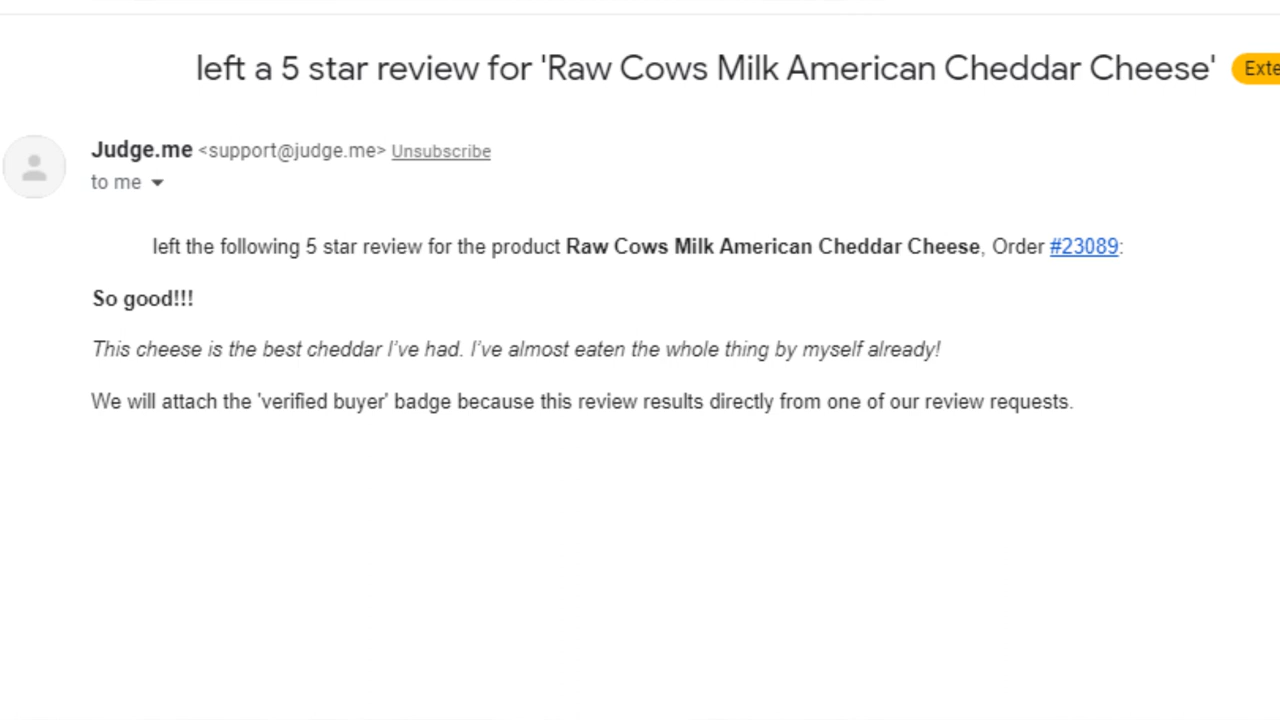 left a 5 star review for 'Raw Cows Milk American Cheddar Cheese'
Judge.me <support@judge.me> Unsubscribe
to me
left the following 5 star review for the product Raw Cows Milk American Cheddar Cheese, Order #23089:
So good!!!
This cheese is the best cheddar I've had. I've almost eaten the whole thing by myself already!
We will attach the 'verified buyer' badge because this review results directly from one of our review requests.